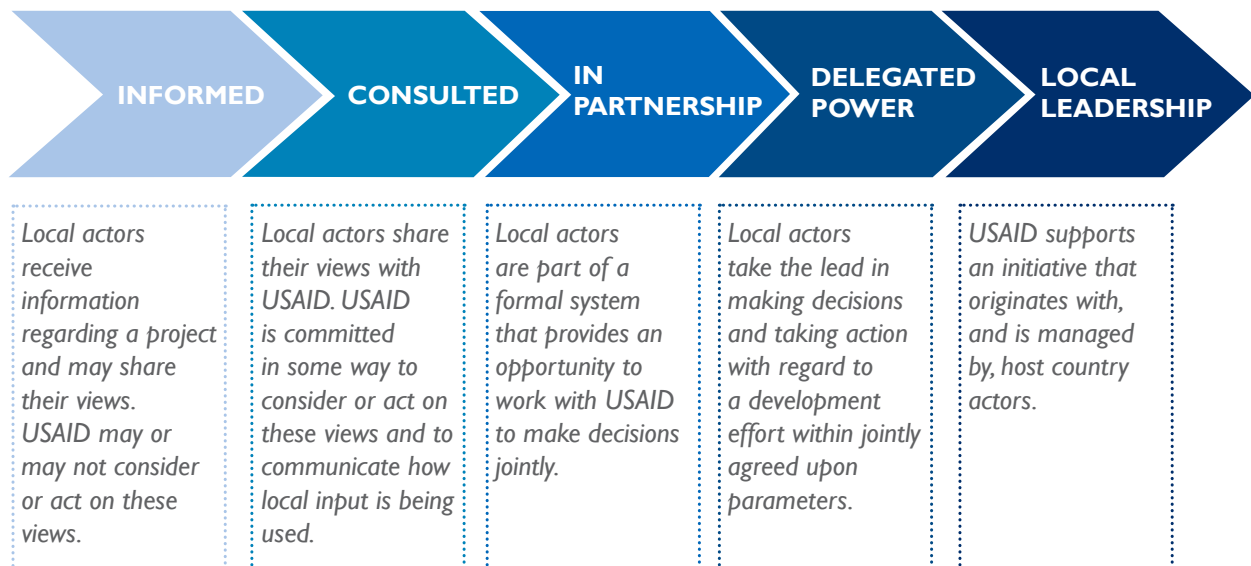 INFORMED
CONSULTED
IN
PARTNERSHIP
DELEGATED
POWER
LOCAL
LEADERSHIP
Local actors
receive
information
regarding a project
and may share
their views.
USAID may or
may not consider
or act on these
views.
Local actors share
their views with
USAID. USAID
is committed
in some way to
consider or act on
these views and to
communicate how
local input is being
used.
Local actors
are part of a
formal system
that provides an
opportunity to
work with USAID
to make decisions
jointly.
Local actors
take the lead in
making decisions
and taking action
with regard to
a development
effort within jointly
agreed upon
parameters.
USAID supports
an initiative that
originates with,
and is managed
by, host country
actors.